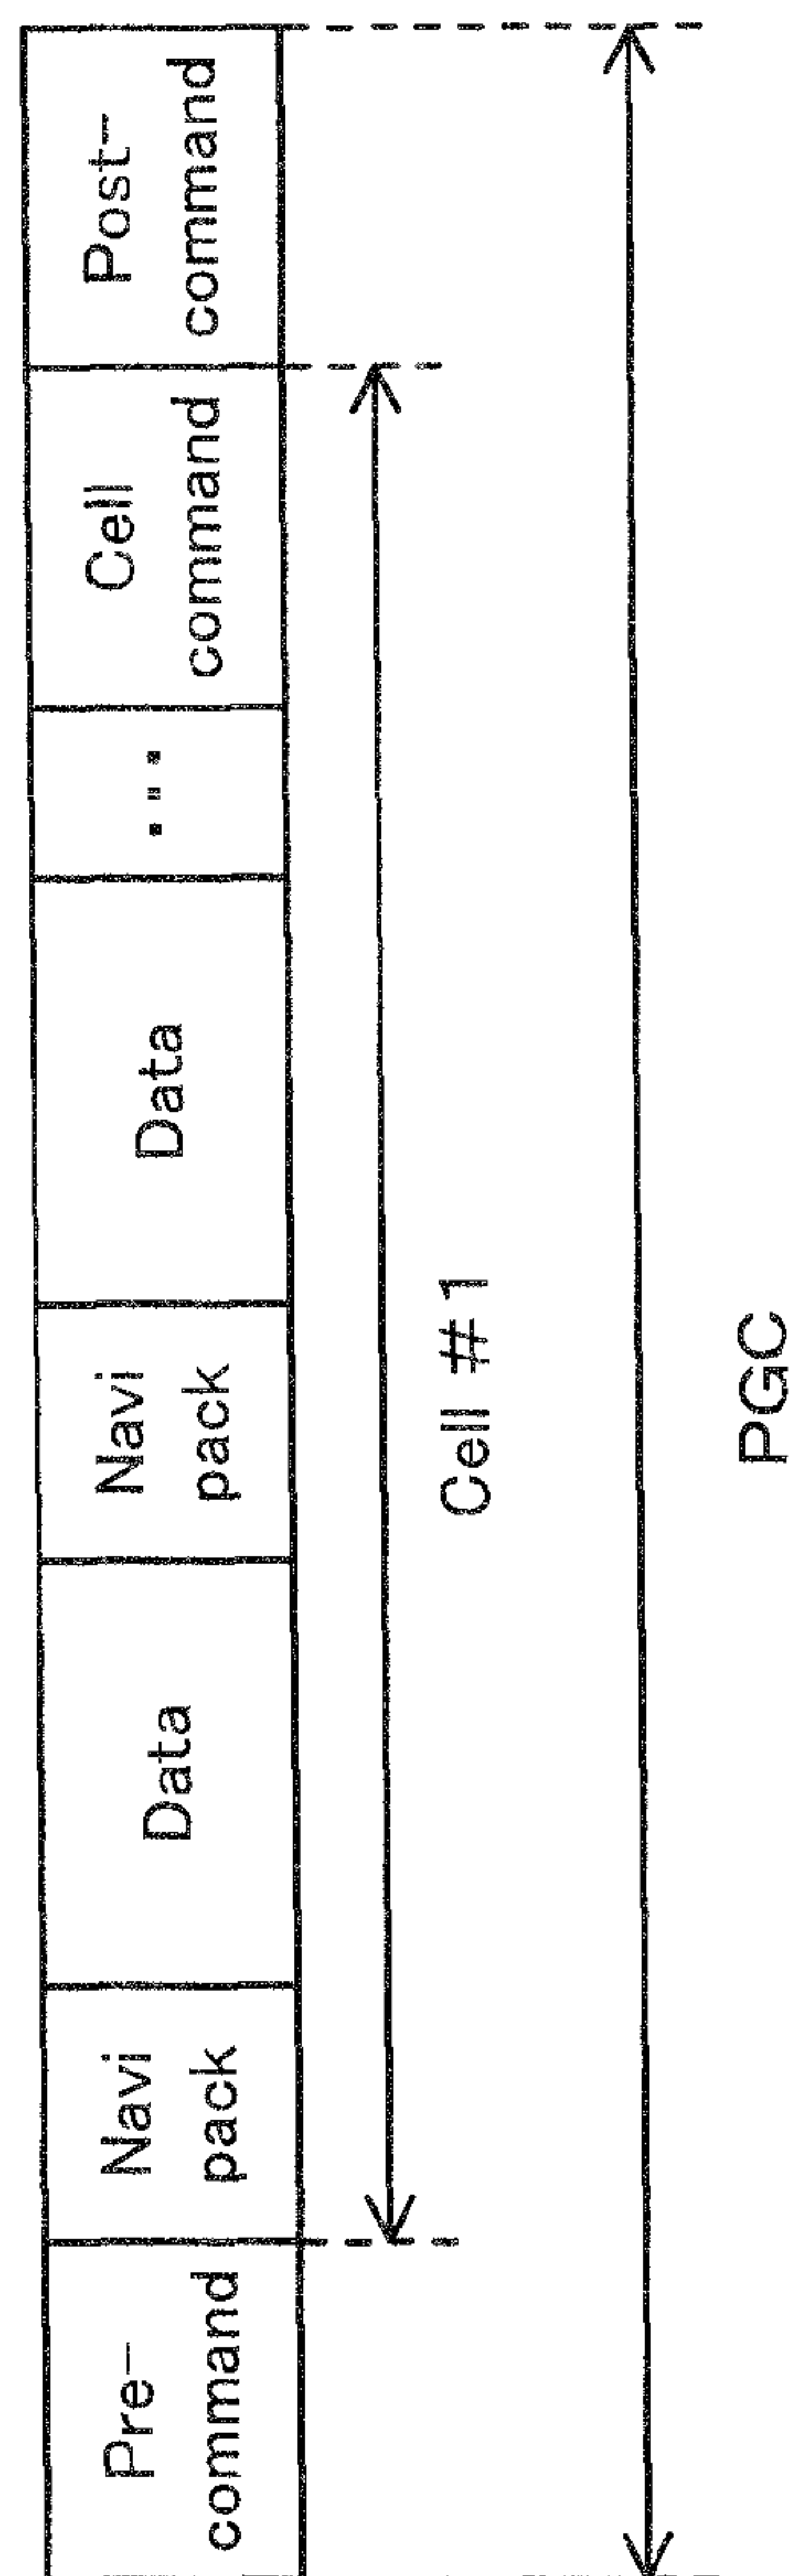 Pre-
command
Navi
pack
Data
Navi
pack
Data
...
Cell
command
Post-
command
Cell #1
PGC